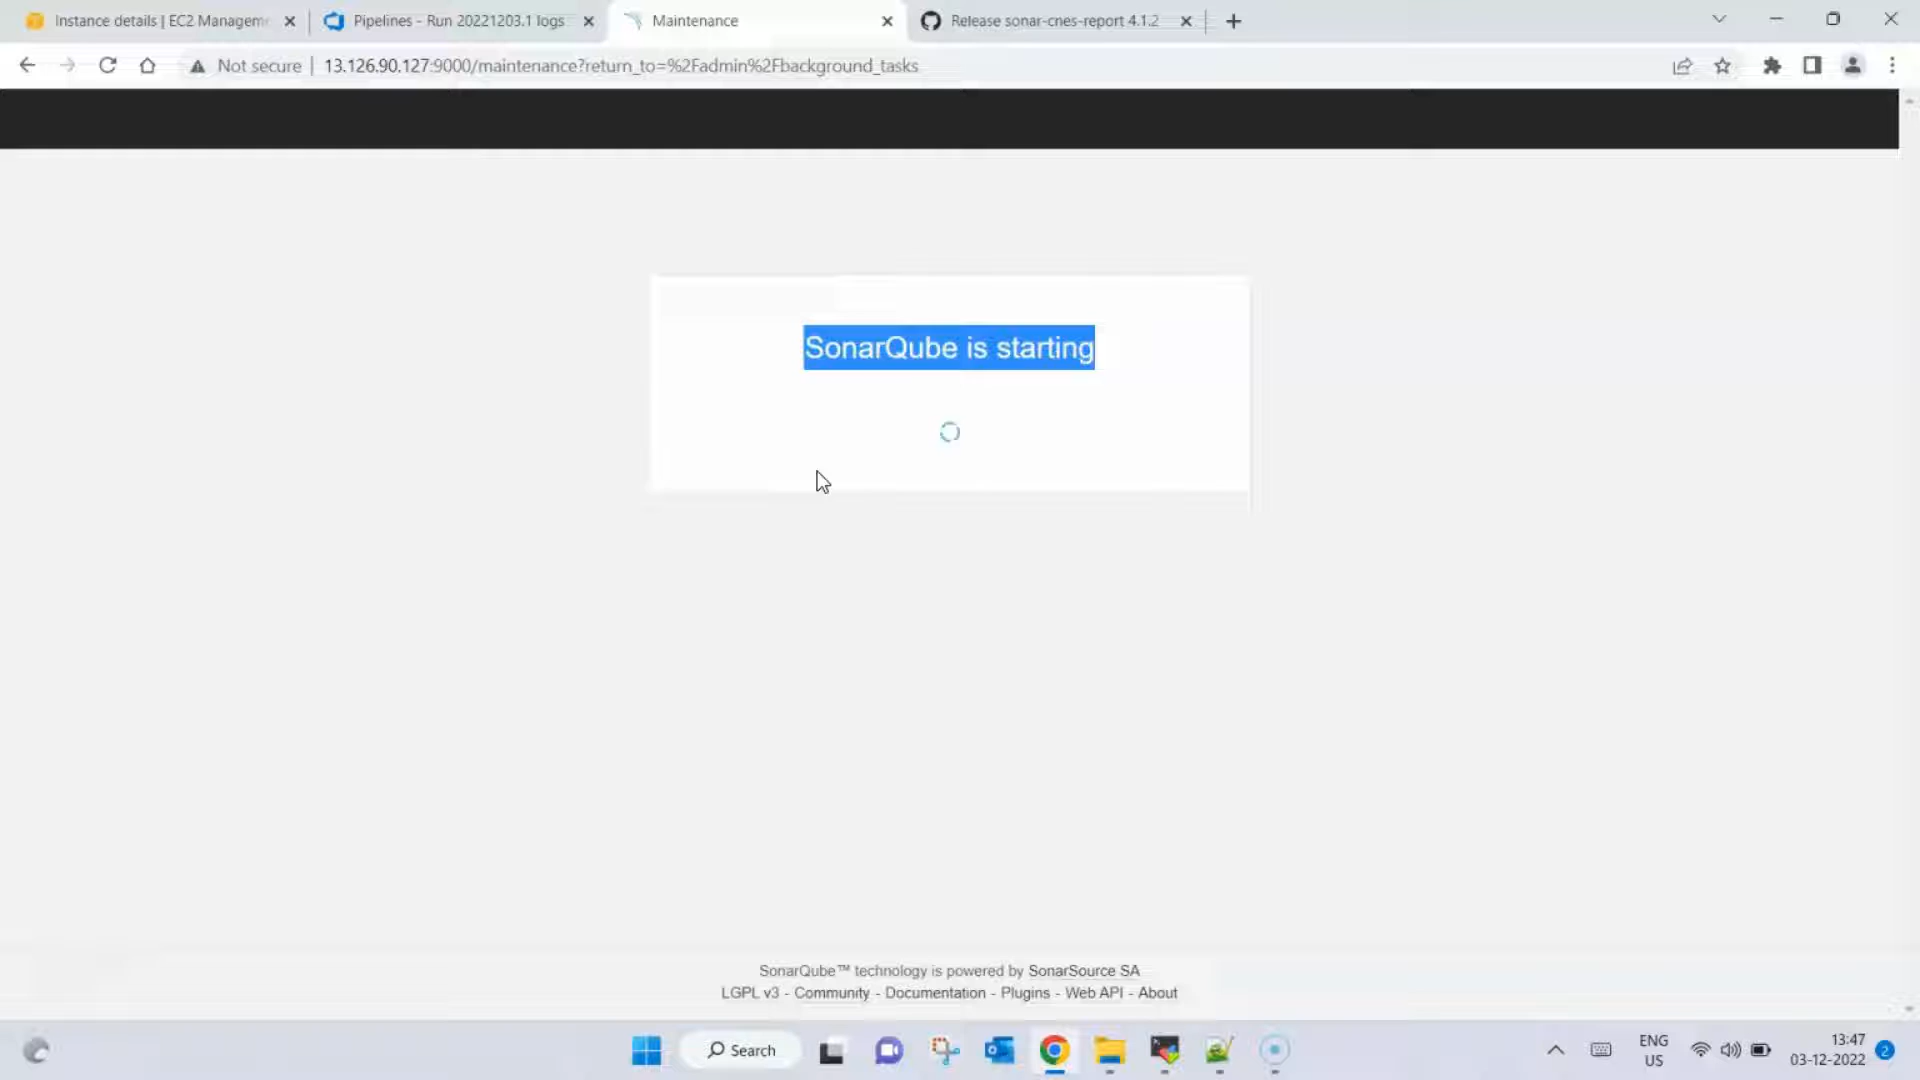 Instance details | EC2 Managem
Pipelines - Run 20221203.1 logs
Maintenance
Release sonar-cnes-report 4.1.2
Not secure
13.126.90.127:9000/maintenance?return_to=%2Fadmin%2Fbackground_tasks
SonarQube is starting
SonarQube™ technology is powered by SonarSource SA
LGPL v3 - Community - Documentation - Plugins - Web API - About
Search
ENG
US
13:47
03-12-2022
2